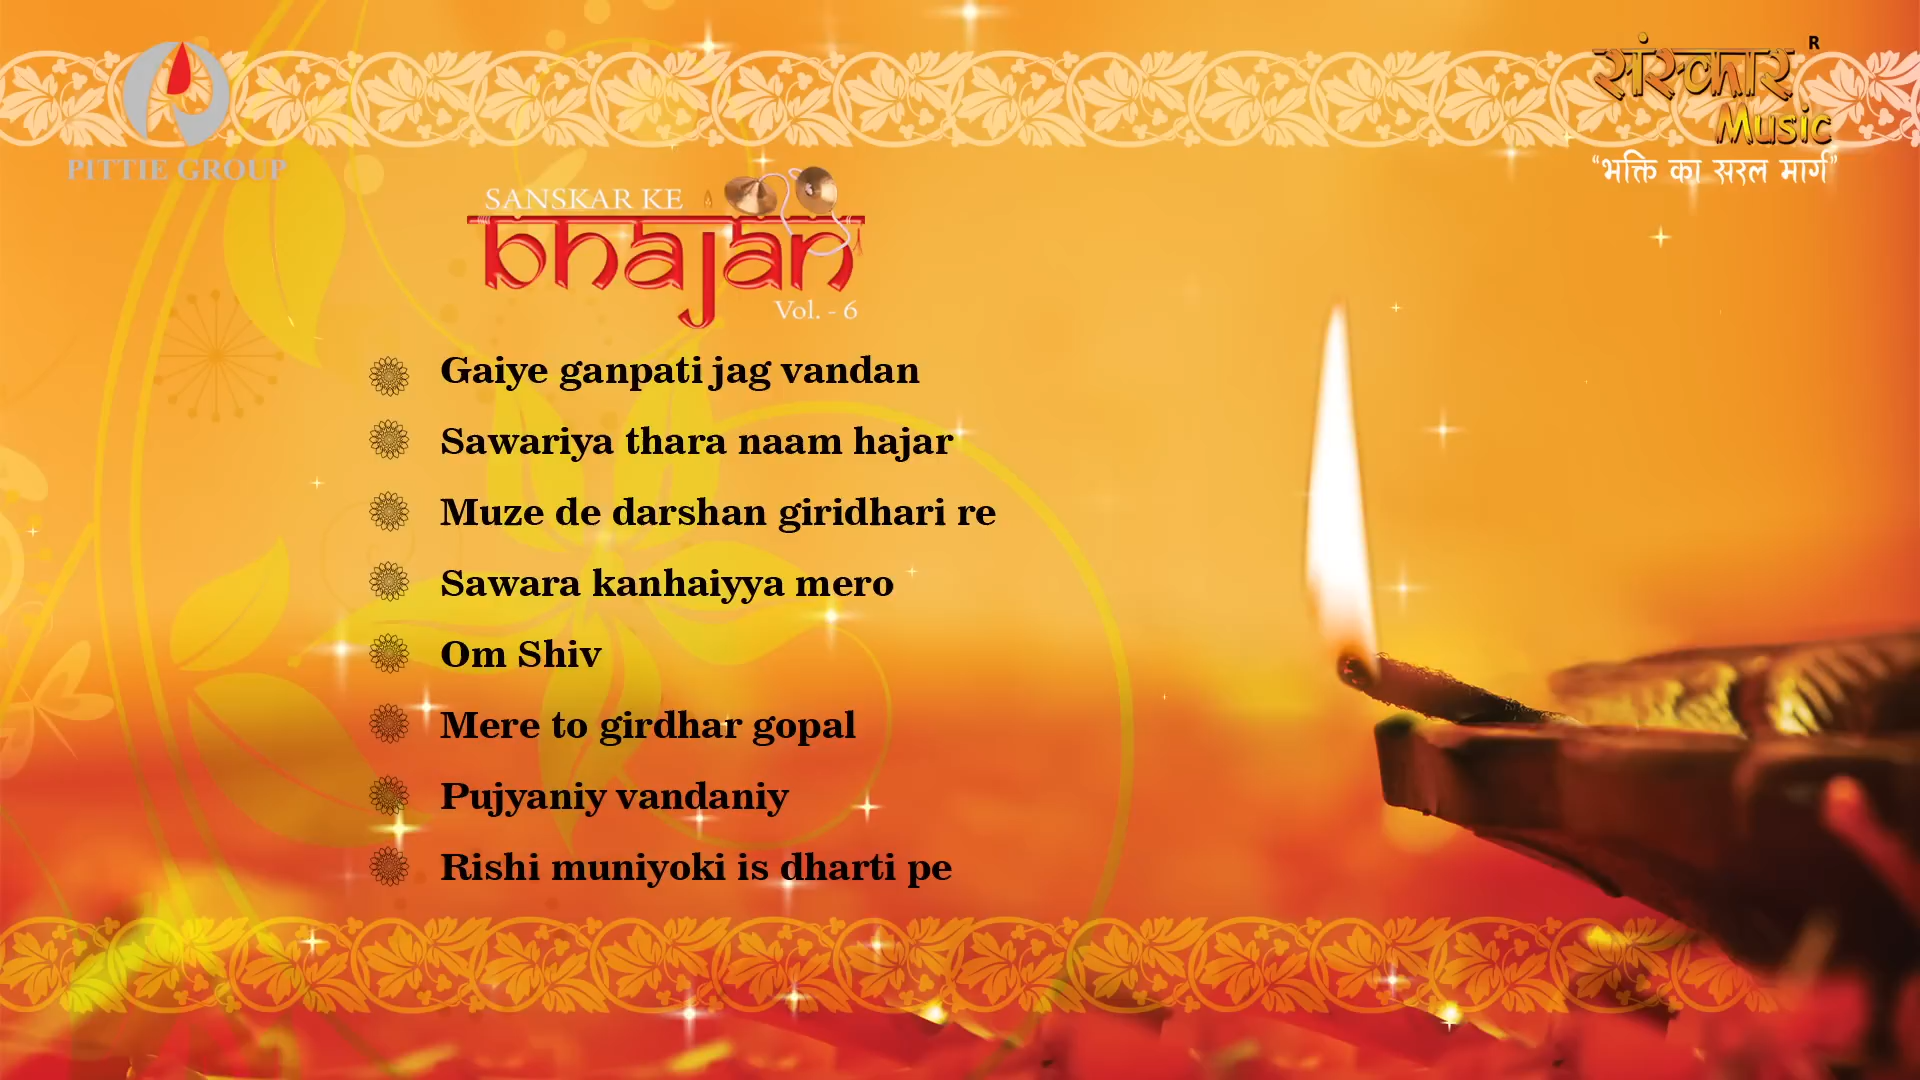 PITTIE GROUP
संस्कार R
Music
"भक्ति का सरल मार्ग"
SANSKAR KE
bhajan
Vol. - 6
Gaiye ganpati jag vandan
Sawariya thara naam hajar
Muze de darshan giridhari re
Sawara kanhaiyya mero
Om Shiv
Mere to girdhar gopal
Pujyaniy vandaniy
Rishi muniyoki is dharti pe